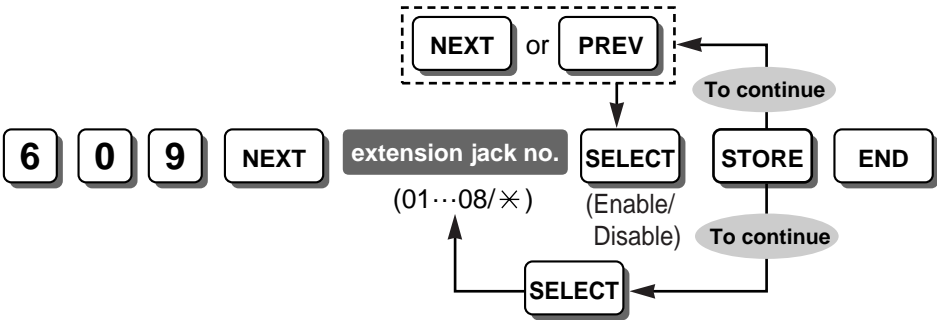 NEXT or PREV
To continue
6 0 9 NEXT extension jack no. SELECT STORE END
(01···08/✳)
(Enable/
Disable)
To continue
SELECT